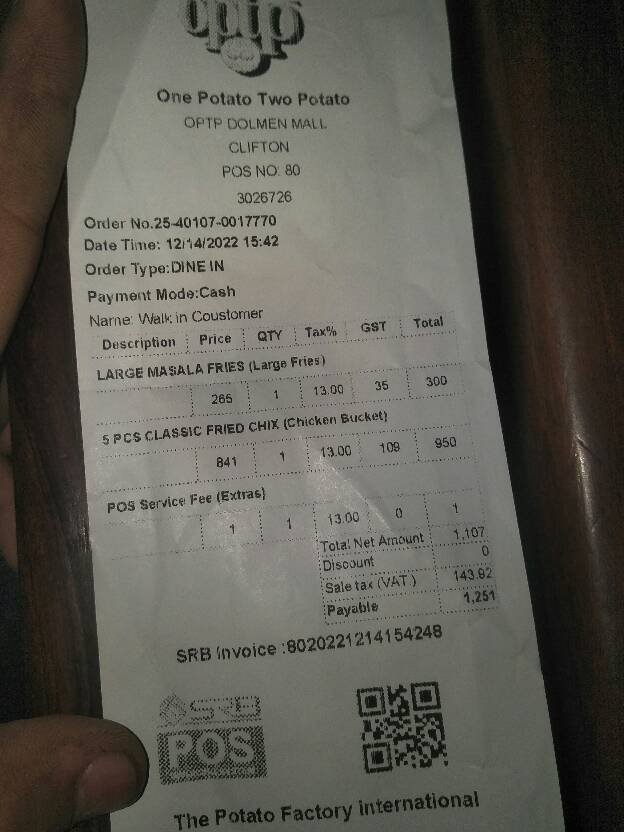 optp
One Potato Two Potato
OPTP DOLMEN MALL
CLIFTON
POS NO: 80
3026726
Order No.25-40107-0017770
Date Time: 12/14/2022 15:42
Order Type:DINE IN
Payment Mode:Cash
Name: Walk in Coustomer
Description Price QTY Tax% GST Total
LARGE MASALA FRIES (Large Fries)
265 1 13.00 35 300
5 PCS CLASSIC FRIED CHIX (Chicken Bucket)
841 1 13.00 109 950
POS Service Fee (Extras)
1 1 13.00 0 1
Total Net Amount 1,107
Discount 0
Sale tax (VAT ) 143.92
Payable 1,251
SRB Invoice :8020221214154248
SRB
POS
The Potato Factory international